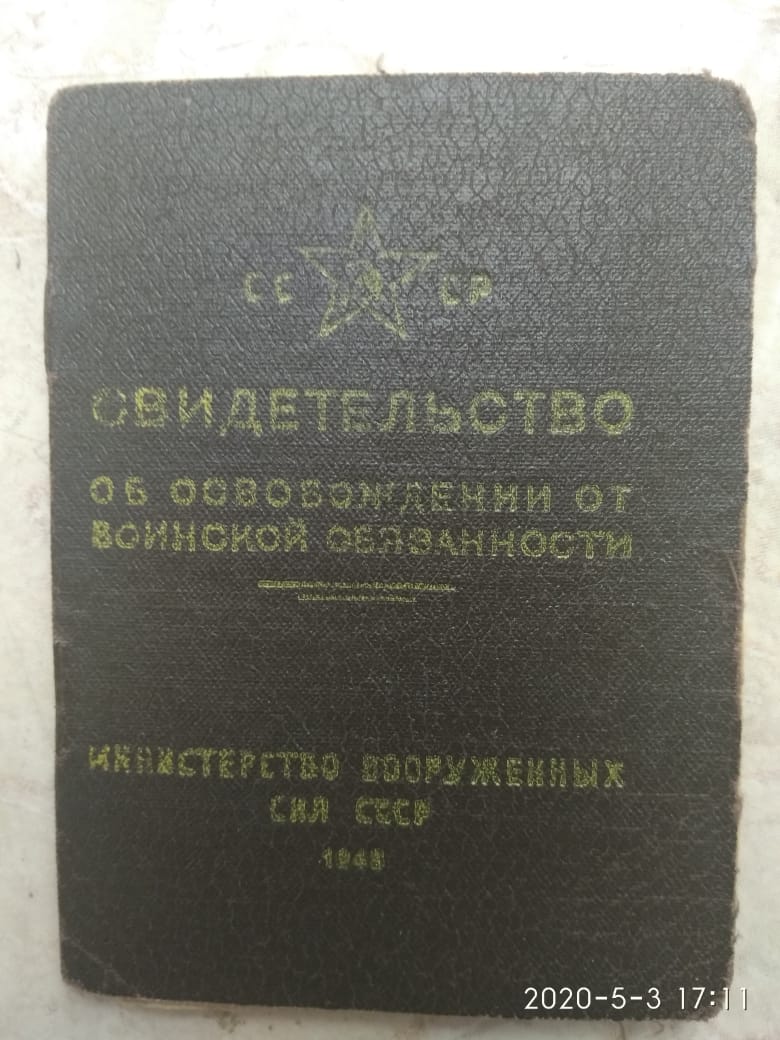 СС СР
СВИДЕТЕЛЬСТВО
ОБ ОСВОБОЖДЕНИИ ОТ
ВОИНСКОЙ ОБЯЗАННОСТИ
МИНИСТЕРСТВО ВООРУЖЕННЫХ
СИЛ СССР
2020-5-3 17:11